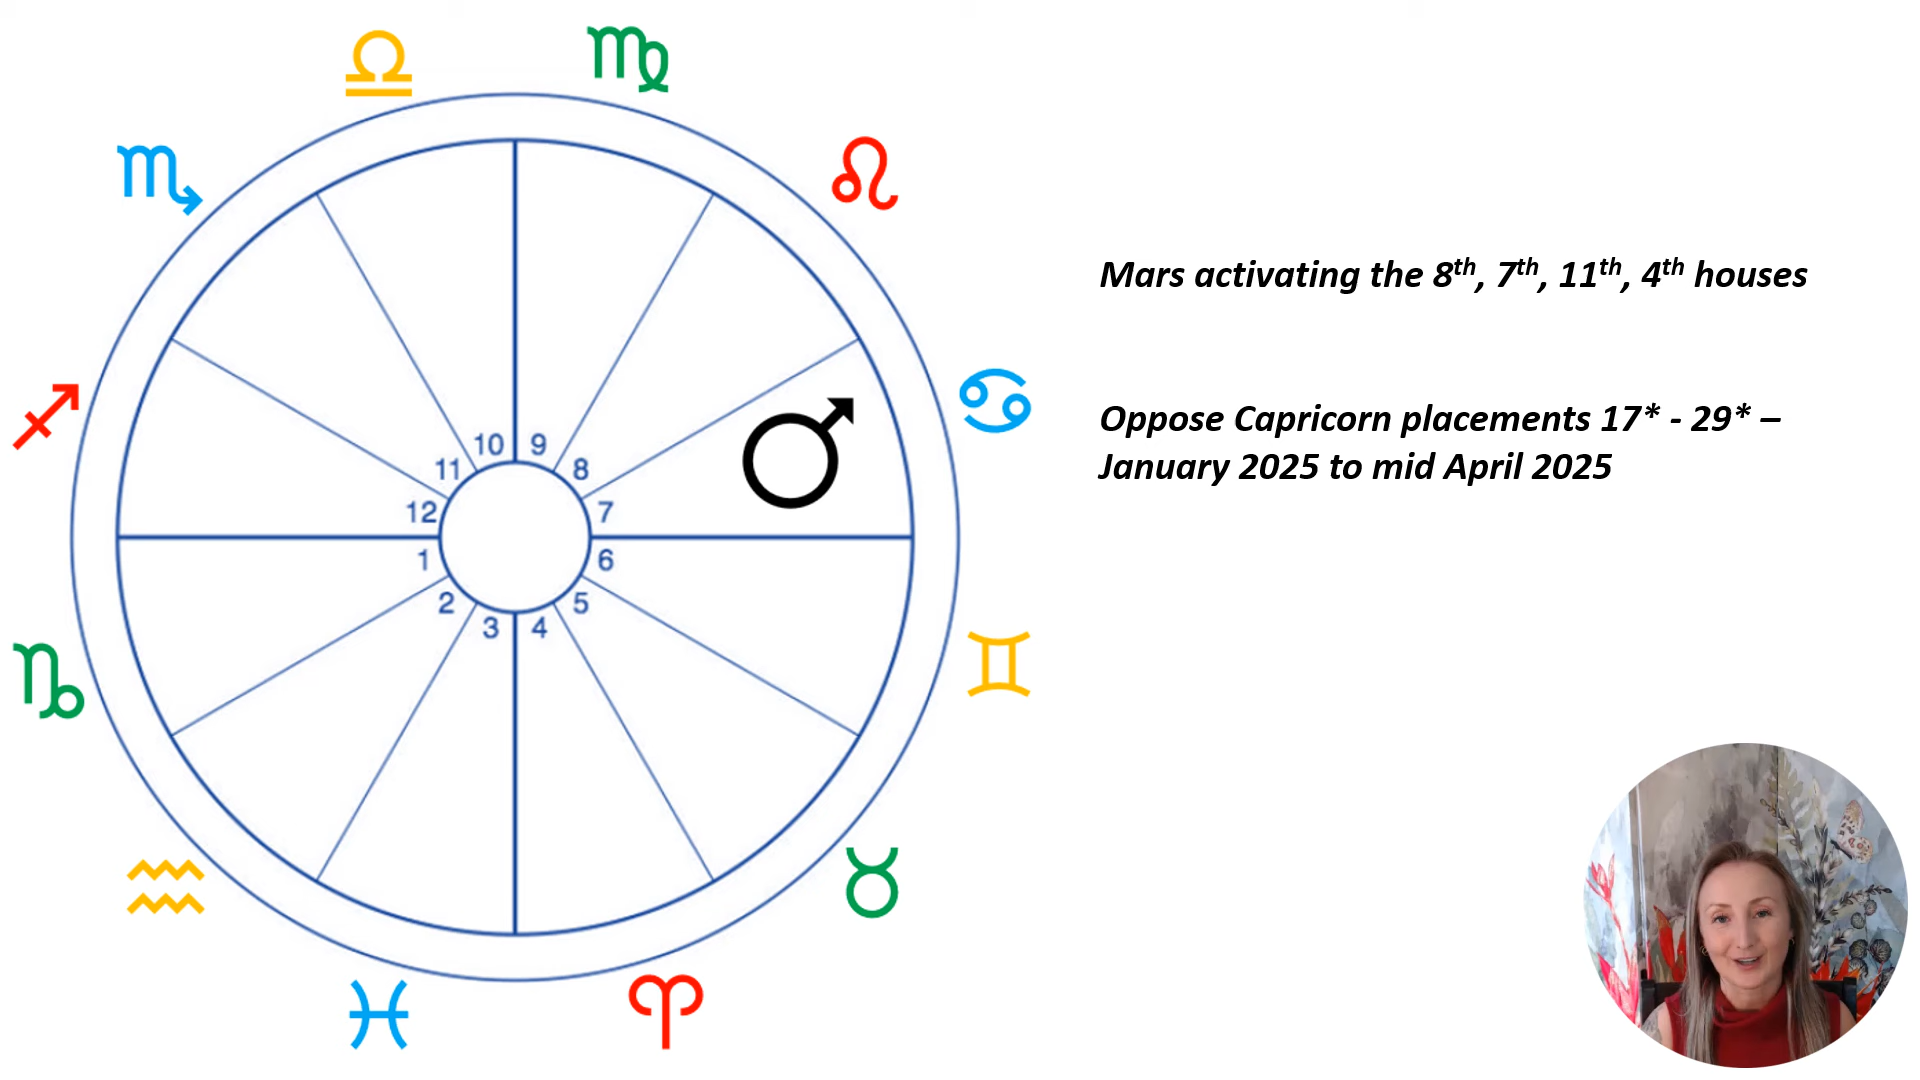 Mars activating the 8th, 7th, 11th, 4th houses
Oppose Capricorn placements 17* - 29* –
January 2025 to mid April 2025
10 9
11 8
12 7
1 6
2 5
3 4